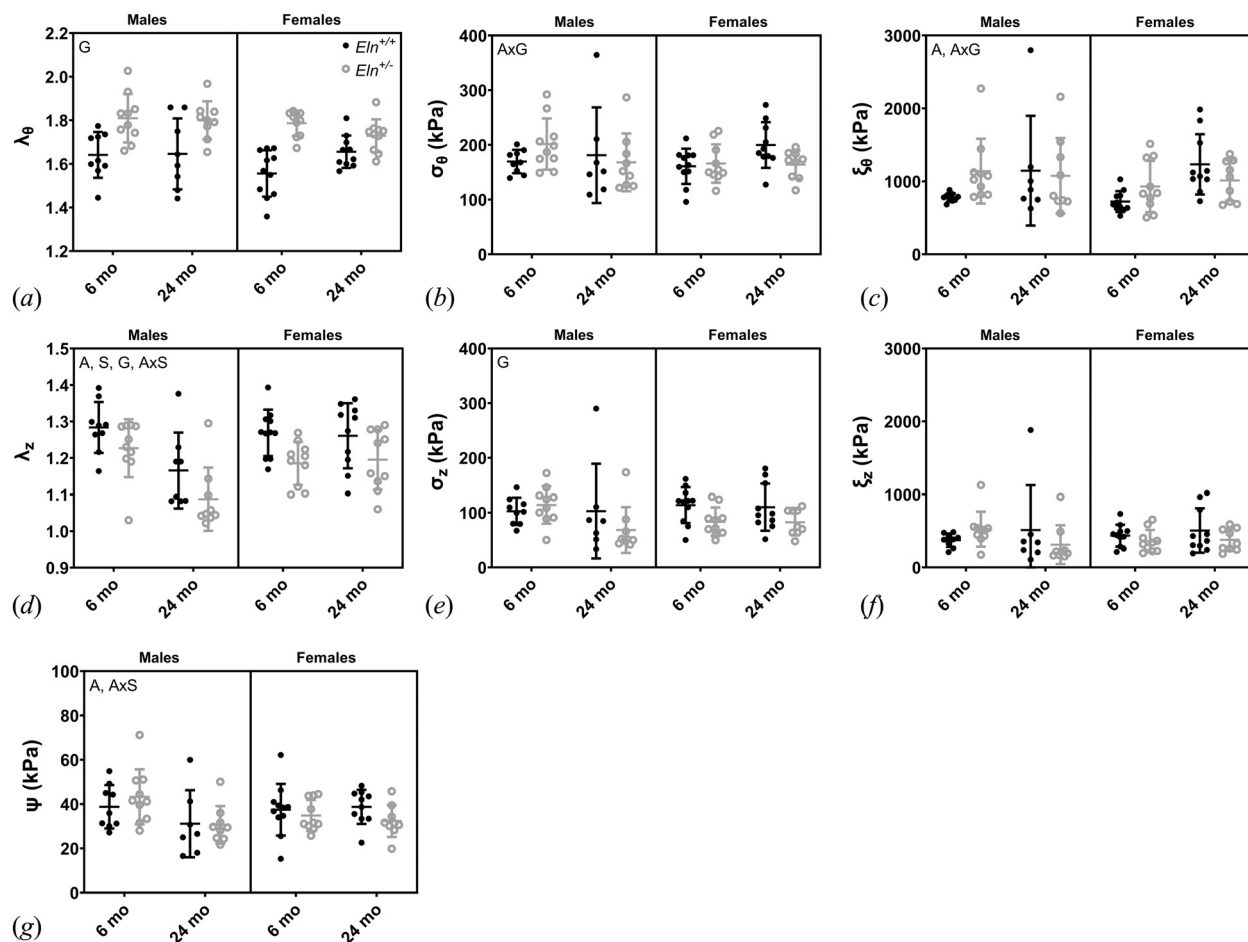 Males Females
G
Eln+/+
Eln+/-
λθ
2.2
2.0
1.8
1.6
1.4
1.2
6 mo 24 mo 6 mo 24 mo
(a)
Males Females
AxG
σθ (kPa)
400
300
200
100
0
6 mo 24 mo 6 mo 24 mo
(b)
Males Females
A, AxG
ξθ (kPa)
3000
2000
1000
0
6 mo 24 mo 6 mo 24 mo
(c)
Males Females
A, S, G, AxS
λz
1.5
1.4
1.3
1.2
1.1
1.0
0.9
6 mo 24 mo 6 mo 24 mo
(d)
Males Females
G
σz (kPa)
400
300
200
100
0
6 mo 24 mo 6 mo 24 mo
(e)
Males Females
ξz (kPa)
3000
2000
1000
0
6 mo 24 mo 6 mo 24 mo
(f)
Males Females
A, AxS
Ψ (kPa)
100
80
60
40
20
0
6 mo 24 mo 6 mo 24 mo
(g)